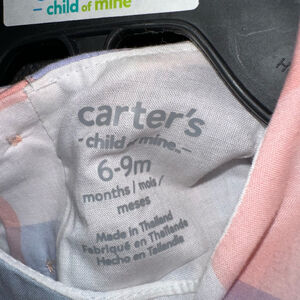 - child of mine
carter's
- child of mine -
6-9m
months / mois /
meses
Made in Thailand
Fabriqué en Thaïlande
Hecho en Tailandia
H